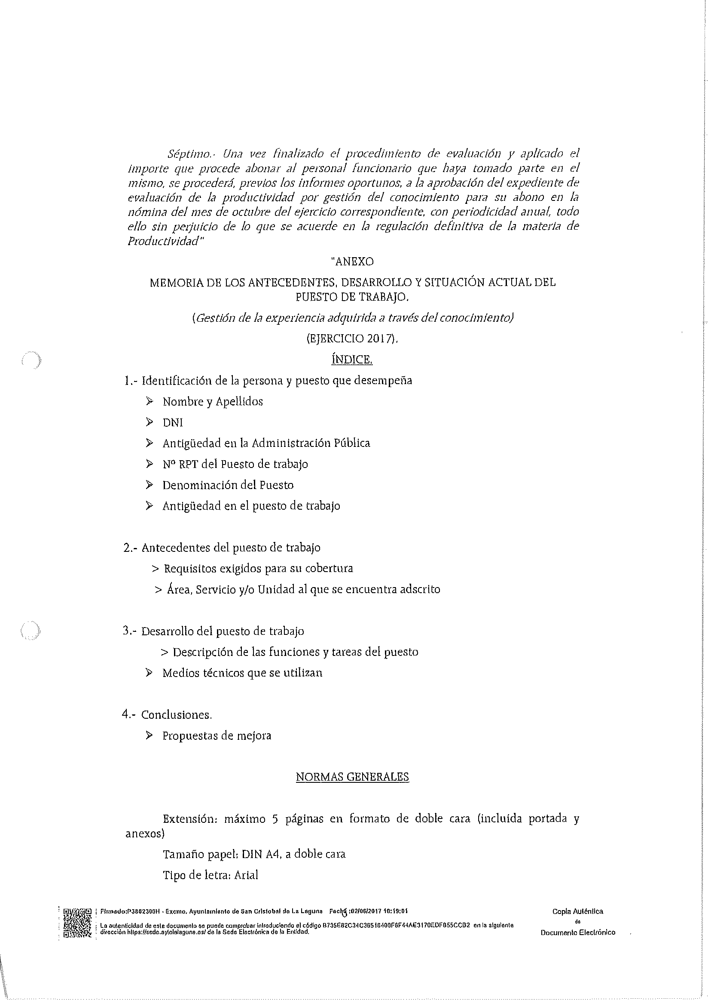 Séptimo.- Una vez finalizado el procedimiento de evaluación y aplicado el
importe que procede abonar al personal funcionario que haya tomado parte en el
mismo, se procederá, previos los informes oportunos, a la aprobación del expediente de
evaluación de la productividad por gestión del conocimiento para su abono en la
nómina del mes de octubre del ejercicio correspondiente, con periodicidad anual, todo
ello sin perjuicio de lo que se acuerde en la regulación definitiva de la materia de
Productividad"
"ANEXO
MEMORIA DE LOS ANTECEDENTES, DESARROLLO Y SITUACIÓN ACTUAL DEL
PUESTO DE TRABAJO.
(Gestión de la experiencia adquirida a través del conocimiento)
(EJERCICIO 2017).
ÍNDICE.
1.- Identificación de la persona y puesto que desempeña
➢ Nombre y Apellidos
➢ DNI
➢ Antigüedad en la Administración Pública
➢ Nº RPT del Puesto de trabajo
➢ Denominación del Puesto
➢ Antigüedad en el puesto de trabajo
2.- Antecedentes del puesto de trabajo
> Requisitos exigidos para su cobertura
> Área, Servicio y/o Unidad al que se encuentra adscrito
3.- Desarrollo del puesto de trabajo
> Descripción de las funciones y tareas del puesto
➢ Medios técnicos que se utilizan
4.- Conclusiones.
➢ Propuestas de mejora
NORMAS GENERALES
Extensión: máximo 5 páginas en formato de doble cara (incluida portada y
anexos)
Tamaño papel: DIN A4, a doble cara
Tipo de letra: Arial
Firmado:P3802300H - Excmo. Ayuntamiento de San Cristobal de La Laguna Fecha :02/06/2017 10:19:01
La autenticidad de este documento se puede comprobar introduciendo el código en la siguiente
dirección https://sede.aytolalaguna.es/ de la Sede Electrónica de la Entidad.
Copia Auténtica
de
Documento Electrónico